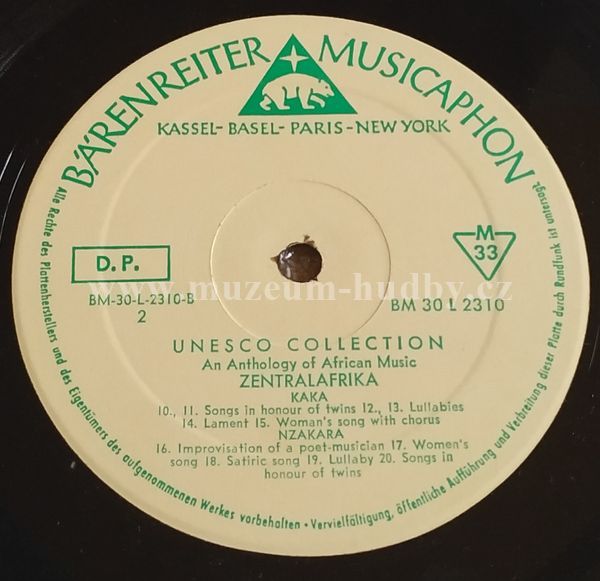 BÄRENREITER MUSICAPHON
KASSEL- BASEL- PARIS - NEW YORK
D. P.
M
33
BM-30-L-2310-B
2
BM 30 L 2310
www.muzeum-hudby.cz
UNESCO COLLECTION
An Anthology of African Music
ZENTRALAFRIKA
KAKA
10., 11. Songs in honour of twins 12., 13. Lullabies
14. Lament 15. Woman's song with chorus
NZAKARA
16. Improvisation of a poet-musician 17. Women's
song 18. Satiric song 19. Lullaby 20. Songs in
honour of twins
Alle Rechte des Plattenherstellers und des Eigentümers des aufgenommenen Werkes vorbehalten • Vervielfältigung, öffentliche Aufführung und Verbreitung dieser Platte durch Rundfunk ist untersagt.